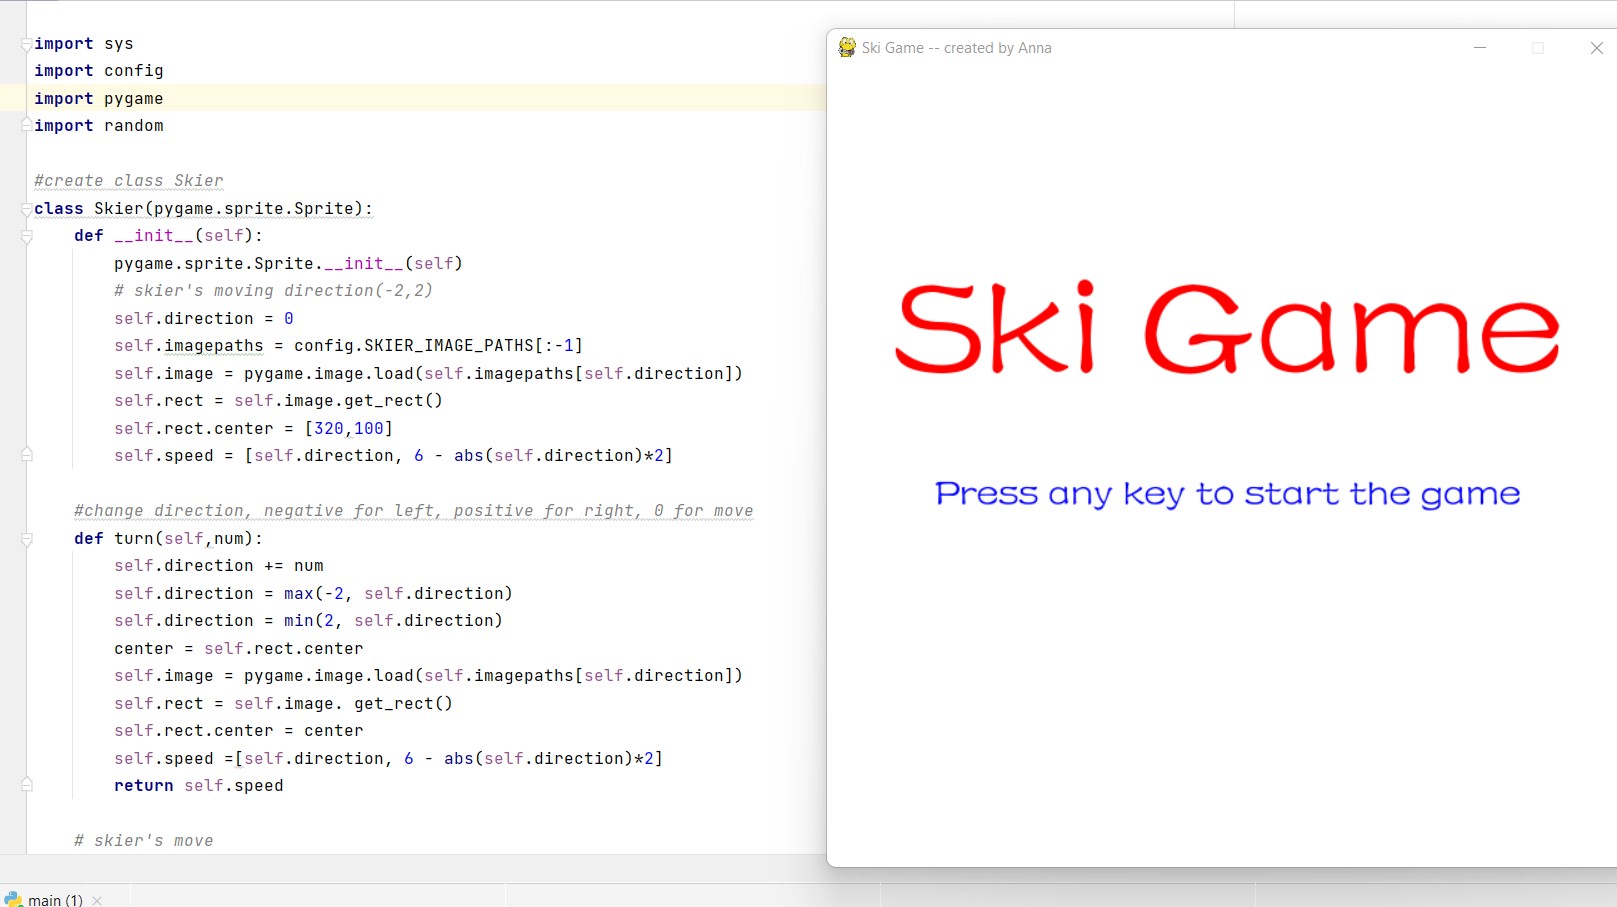 import sys
import config
import pygame
import random
#create class Skier
class Skier(pygame.sprite.Sprite):
def __init__(self):
pygame.sprite.Sprite.__init__(self)
# skier's moving direction(-2,2)
self.direction = 0
self.imagepaths = config.SKIER_IMAGE_PATHS[:-1]
self.image = pygame.image.load(self.imagepaths[self.direction])
self.rect = self.image.get_rect()
self.rect.center = [320,100]
self.speed = [self.direction, 6 - abs(self.direction)*2]
#change direction, negative for left, positive for right, 0 for move
def turn(self,num):
self.direction += num
self.direction = max(-2, self.direction)
self.direction = min(2, self.direction)
center = self.rect.center
self.image = pygame.image.load(self.imagepaths[self.direction])
self.rect = self.image. get_rect()
self.rect.center = center
self.speed =[self.direction, 6 - abs(self.direction)*2]
return self.speed
# skier's move
main (1)
Ski Game -- created by Anna
Ski Game
Press any key to start the game